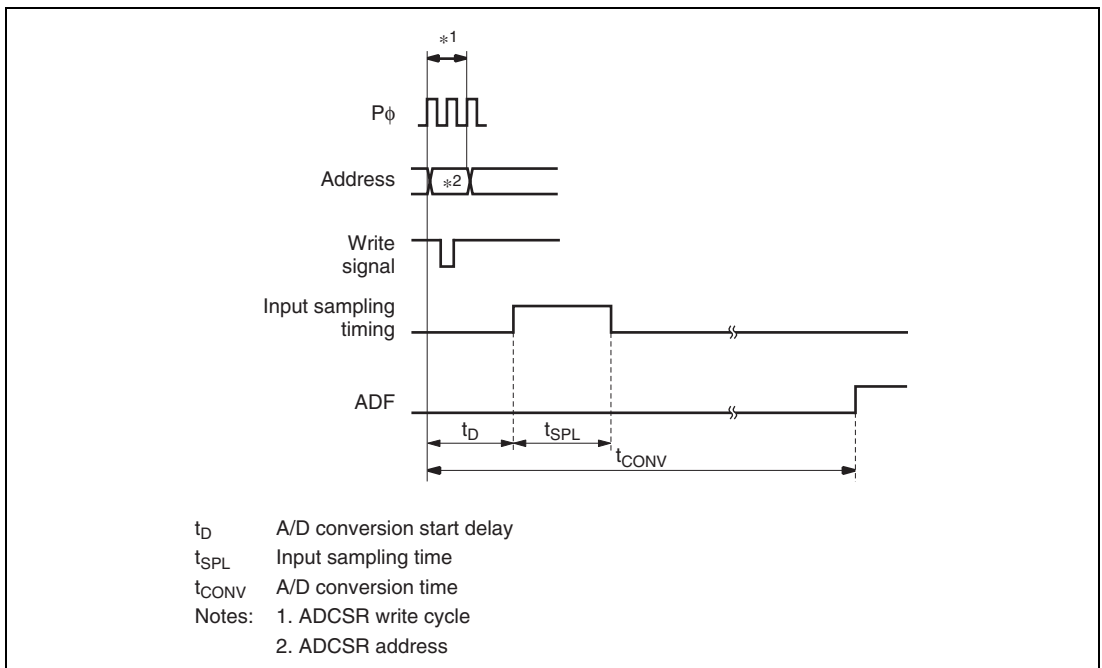 *1
Pϕ
Address
*2
Write
signal
Input sampling
timing
ADF
tD
tSPL
tCONV
tD A/D conversion start delay
tSPL Input sampling time
tCONV A/D conversion time
Notes: 1. ADCSR write cycle
2. ADCSR address